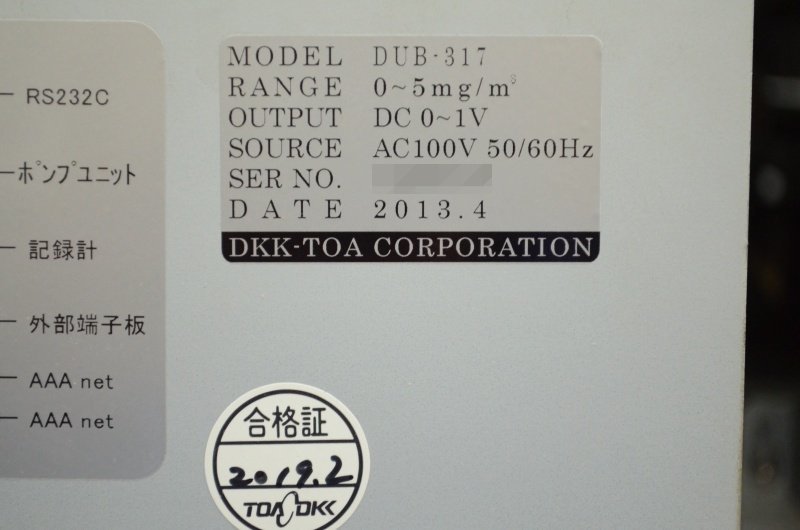 RS232C
ポンプユニット
記録計
外部端子板
AAA net
AAA net
MODEL DUB-317
RANGE 0~5mg/m³
OUTPUT DC 0~1V
SOURCE AC100V 50/60Hz
SER NO.
DATE 2013.4
DKK-TOA CORPORATION
合格証
2019.2
TOA DKK